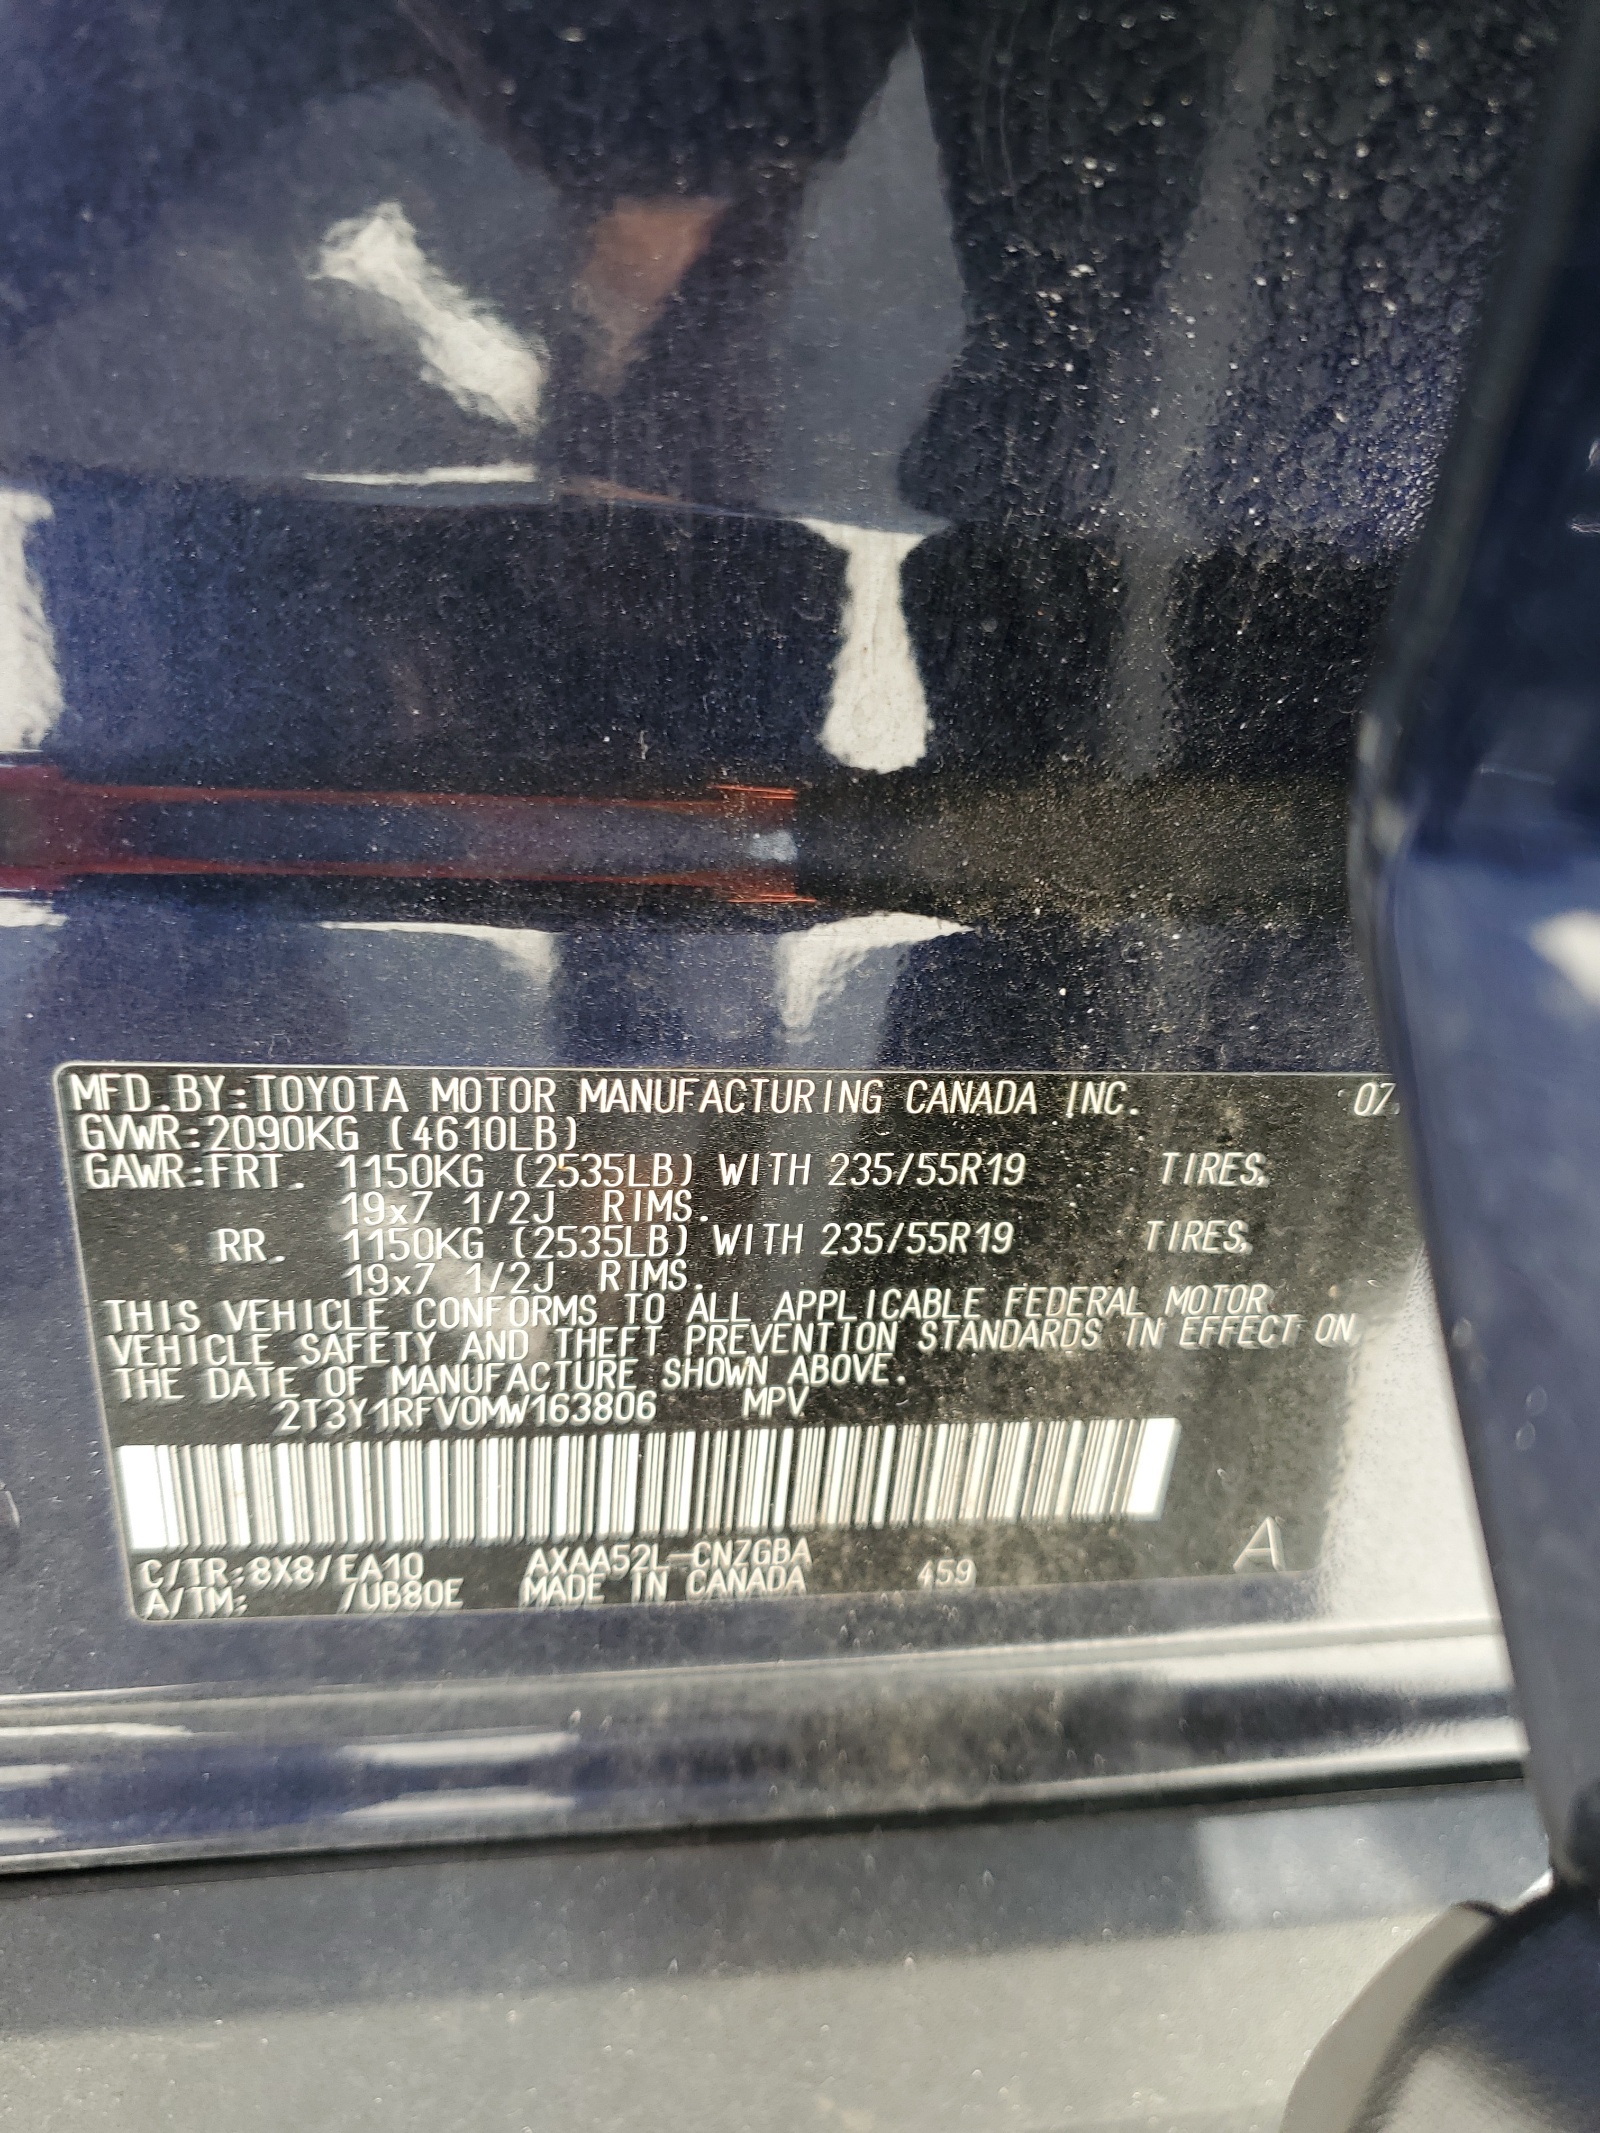 MFD.BY:TOYOTA MOTOR MANUFACTURING CANADA INC. 07
GVWR:2090KG (4610LB)
GAWR:FRT. 1150KG (2535LB) WITH 235/55R19 TIRES,
19x7 1/2J RIMS.
RR. 1150KG (2535LB) WITH 235/55R19 TIRES,
19x7 1/2J RIMS.
THIS VEHICLE CONFORMS TO ALL APPLICABLE FEDERAL MOTOR
VEHICLE SAFETY AND THEFT PREVENTION STANDARDS IN EFFECT ON
THE DATE OF MANUFACTURE SHOWN ABOVE.
2T3Y1RFV0MW163806 MPV
C/TR:8X8/EA10 AXAA52L-CNZGBA
A/TM: /UB80E MADE IN CANADA 459 A